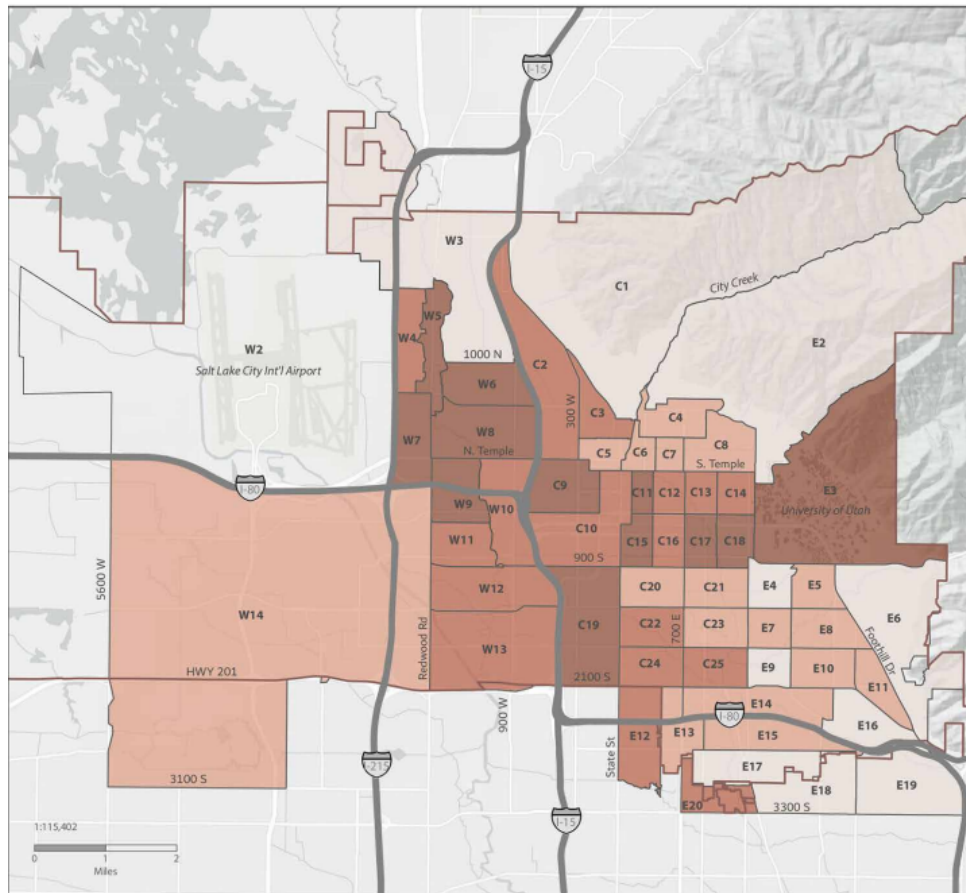 N
I-15
W3
C1
City Creek
E2
W5
W4
W2
Salt Lake City Int'l Airport
1000 N
C2
W6
300 W
C3
C4
W7
W8
C8
N. Temple
C5
C6
C7
S. Temple
I-80
C9
C11
C12
C13
C14
E3
University of Utah
W9
W10
C10
W11
C15
C16
C17
C18
900 S
5600 W
W14
Redwood Rd
W12
C20
C21
E4
E5
E6
C19
C22
700 E
C23
E7
E8
Foothill Dr
W13
HWY 201
C24
C25
E9
E10
2100 S
E11
900 W
E14
I-80
E16
State St
E12
E13
E15
I-215
E17
3100 S
E18
E19
E20
3300 S
I-15
1:115,402
0 1 2
Miles